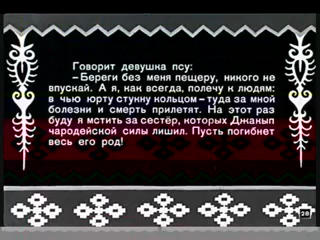 Говорит девушка псу:
– Береги без меня пещеру, никого не
впускай. А я, как всегда, полечу к людям:
в чью юрту стукну кольцом – туда за мной
болезни и смерть прилетят. На этот раз
буду я мстить за сестёр, которых Джакып
чародейской силы лишил. Пусть погибнет
весь его род!
28